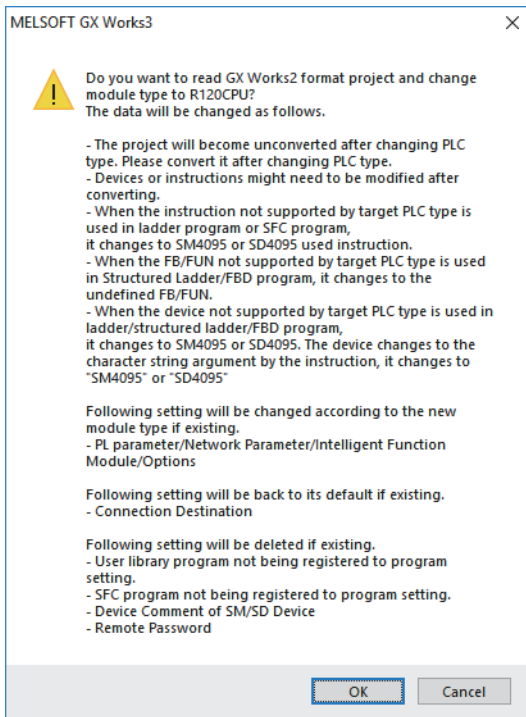 MELSOFT GX Works3
Do you want to read GX Works2 format project and change
module type to R120CPU?
The data will be changed as follows.
- The project will become unconverted after changing PLC
type. Please convert it after changing PLC type.
- Devices or instructions might need to be modified after
converting.
- When the instruction not supported by target PLC type is
used in ladder program or SFC program,
it changes to SM4095 or SD4095 used instruction.
- When the FB/FUN not supported by target PLC type is used
in Structured Ladder/FBD program, it changes to the
undefined FB/FUN.
- When the device not supported by target PLC type is used in
ladder/structured ladder/FBD program,
it changes to SM4095 or SD4095. The device changes to the
character string argument by the instruction, it changes to
"SM4095" or "SD4095"
Following setting will be changed according to the new
module type if existing.
- PL parameter/Network Parameter/Intelligent Function
Module/Options
Following setting will be back to its default if existing.
- Connection Destination
Following setting will be deleted if existing.
- User library program not being registered to program
setting.
- SFC program not being registered to program setting.
- Device Comment of SM/SD Device
- Remote Password
OK Cancel